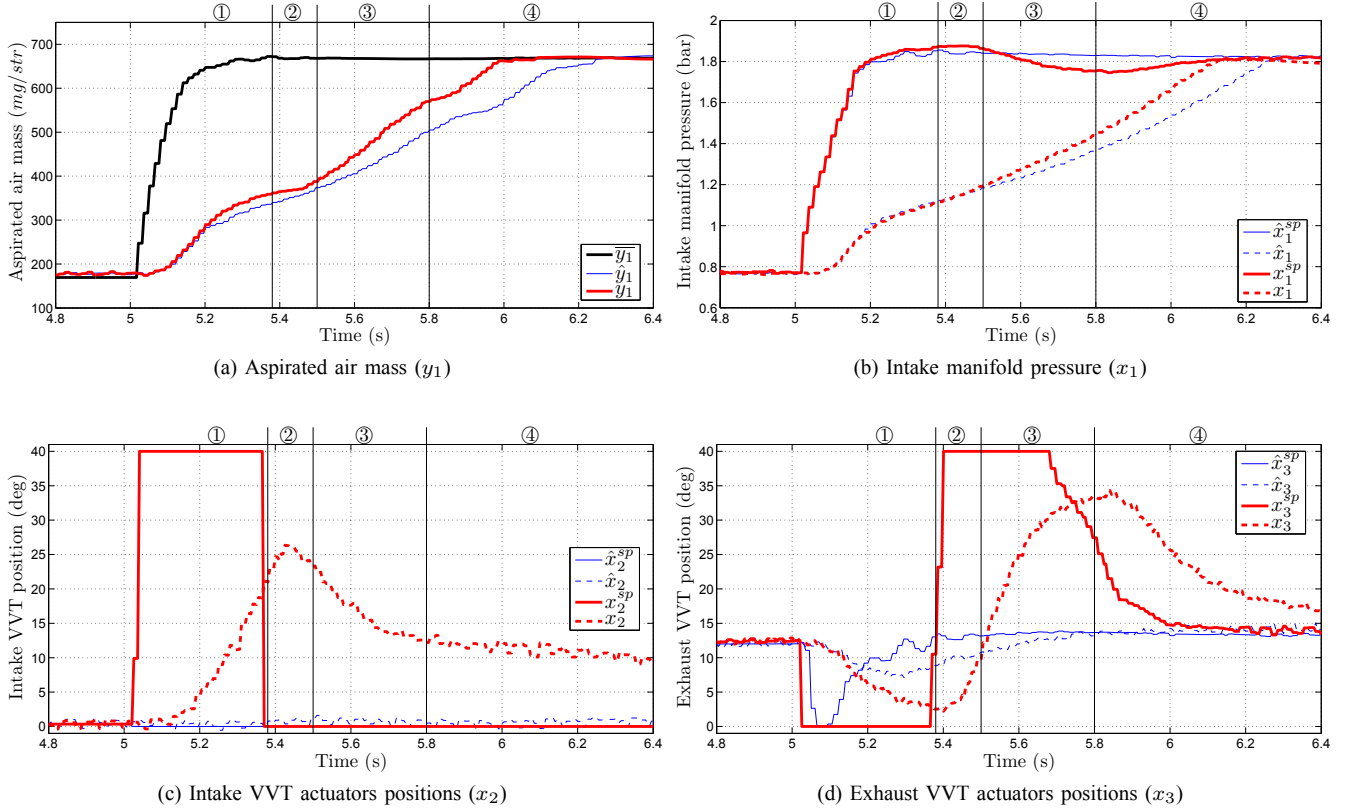 ① ② ③ ④
Aspirated air mass (mg/str)
700
600
500
400
300
200
100
4.8 5 5.2 5.4 5.6 5.8 6 6.2 6.4
Time (s)
y̅₁
ŷ₁
y₁
(a) Aspirated air mass (y₁)
① ② ③ ④
Intake manifold pressure (bar)
2
1.8
1.6
1.4
1.2
1
0.8
0.6
4.8 5 5.2 5.4 5.6 5.8 6 6.2 6.4
Time (s)
x̂₁ˢᵖ
x̂₁
x₁ˢᵖ
x₁
(b) Intake manifold pressure (x₁)
① ② ③ ④
Intake VVT position (deg)
40
35
30
25
20
15
10
5
0
4.8 5 5.2 5.4 5.6 5.8 6 6.2 6.4
Time (s)
x̂₂ˢᵖ
x̂₂
x₂ˢᵖ
x₂
(c) Intake VVT actuators positions (x₂)
① ② ③ ④
Exhaust VVT position (deg)
40
35
30
25
20
15
10
5
0
4.8 5 5.2 5.4 5.6 5.8 6 6.2 6.4
Time (s)
x̂₃ˢᵖ
x̂₃
x₃ˢᵖ
x₃
(d) Exhaust VVT actuators positions (x₃)